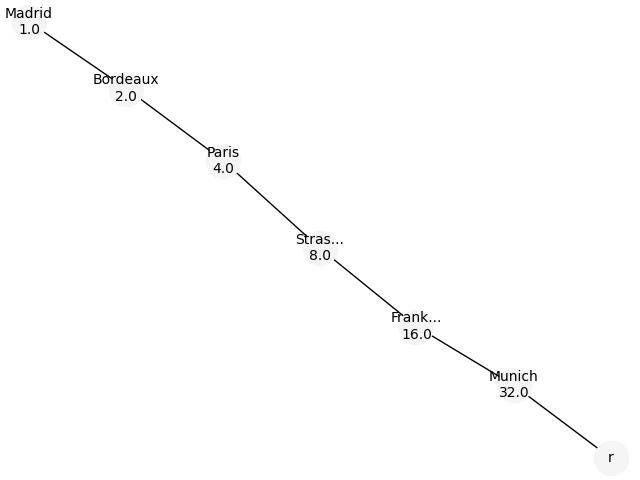 Madrid
1.0
Bordeaux
2.0
Paris
4.0
Stras...
8.0
Frank...
16.0
Munich
32.0
r